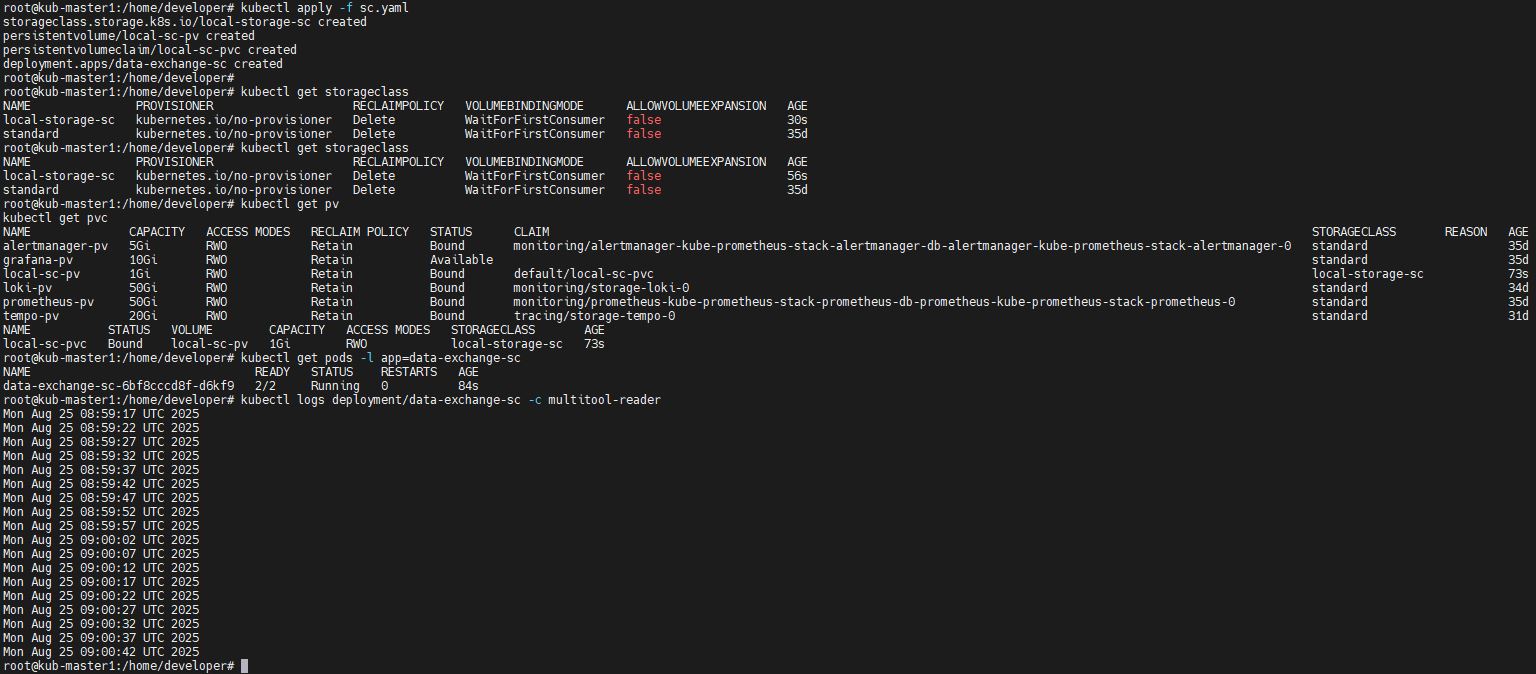 root@kub-master1:/home/developer# kubectl apply -f sc.yaml
storageclass.storage.k8s.io/local-storage-sc created
persistentvolume/local-sc-pv created
persistentvolumeclaim/local-sc-pvc created
deployment.apps/data-exchange-sc created
root@kub-master1:/home/developer#
root@kub-master1:/home/developer# kubectl get storageclass
NAME               PROVISIONER                    RECLAIMPOLICY   VOLUMEBINDINGMODE      ALLOWVOLUMEEXPANSION   AGE
local-storage-sc   kubernetes.io/no-provisioner   Delete          WaitForFirstConsumer   false                  30s
standard           kubernetes.io/no-provisioner   Delete          WaitForFirstConsumer   false                  35d
root@kub-master1:/home/developer# kubectl get storageclass
NAME               PROVISIONER                    RECLAIMPOLICY   VOLUMEBINDINGMODE      ALLOWVOLUMEEXPANSION   AGE
local-storage-sc   kubernetes.io/no-provisioner   Delete          WaitForFirstConsumer   false                  56s
standard           kubernetes.io/no-provisioner   Delete          WaitForFirstConsumer   false                  35d
root@kub-master1:/home/developer# kubectl get pv
kubectl get pvc
NAME              CAPACITY   ACCESS MODES   RECLAIM POLICY   STATUS      CLAIM   STORAGECLASS       REASON   AGE
alertmanager-pv   5Gi        RWO            Retain           Bound       monitoring/alertmanager-kube-prometheus-stack-alertmanager-db-alertmanager-kube-prometheus-stack-alertmanager-0   standard                    35d
grafana-pv        10Gi       RWO            Retain           Available   standard                    35d
local-sc-pv       1Gi        RWO            Retain           Bound       default/local-sc-pvc   local-storage-sc            73s
loki-pv           50Gi       RWO            Retain           Bound       monitoring/storage-loki-0   standard                    34d
prometheus-pv     50Gi       RWO            Retain           Bound       monitoring/prometheus-kube-prometheus-stack-prometheus-db-prometheus-kube-prometheus-stack-prometheus-0   standard                    35d
tempo-pv          20Gi       RWO            Retain           Bound       tracing/storage-tempo-0   standard                    31d
NAME           STATUS   VOLUME        CAPACITY   ACCESS MODES   STORAGECLASS       AGE
local-sc-pvc   Bound    local-sc-pv   1Gi        RWO            local-storage-sc   73s
root@kub-master1:/home/developer# kubectl get pods -l app=data-exchange-sc
NAME                                READY   STATUS    RESTARTS   AGE
data-exchange-sc-6bf8cccd8f-d6kf9   2/2     Running   0          84s
root@kub-master1:/home/developer# kubectl logs deployment/data-exchange-sc -c multitool-reader
Mon Aug 25 08:59:17 UTC 2025
Mon Aug 25 08:59:22 UTC 2025
Mon Aug 25 08:59:27 UTC 2025
Mon Aug 25 08:59:32 UTC 2025
Mon Aug 25 08:59:37 UTC 2025
Mon Aug 25 08:59:42 UTC 2025
Mon Aug 25 08:59:47 UTC 2025
Mon Aug 25 08:59:52 UTC 2025
Mon Aug 25 08:59:57 UTC 2025
Mon Aug 25 09:00:02 UTC 2025
Mon Aug 25 09:00:07 UTC 2025
Mon Aug 25 09:00:12 UTC 2025
Mon Aug 25 09:00:17 UTC 2025
Mon Aug 25 09:00:22 UTC 2025
Mon Aug 25 09:00:27 UTC 2025
Mon Aug 25 09:00:32 UTC 2025
Mon Aug 25 09:00:37 UTC 2025
Mon Aug 25 09:00:42 UTC 2025
root@kub-master1:/home/developer#